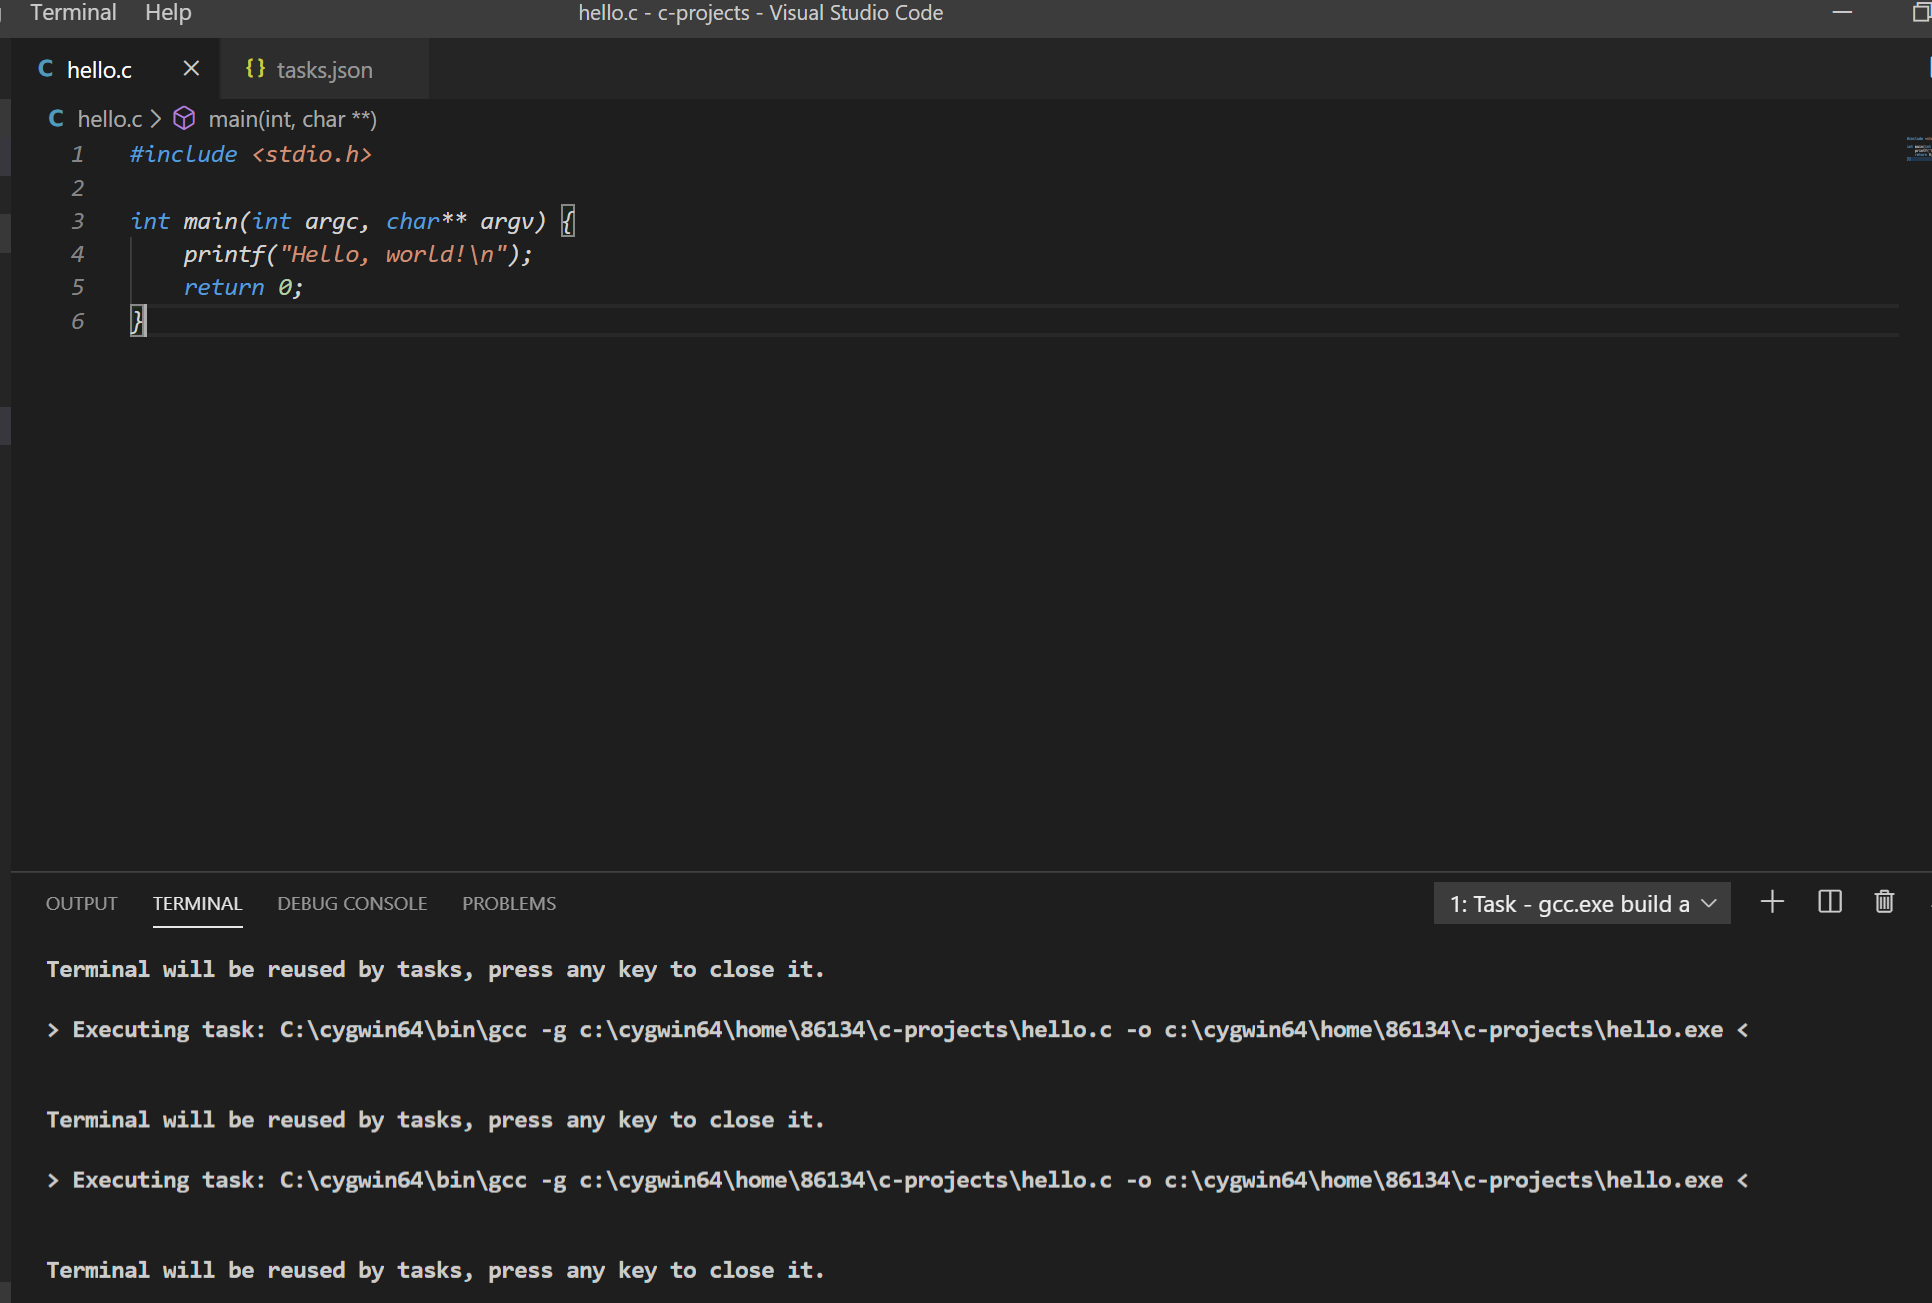 Terminal Help hello.c - c-projects - Visual Studio Code
C hello.c {} tasks.json
C hello.c > main(int, char **)
1 #include <stdio.h>
2
3 int main(int argc, char** argv) {
4 printf("Hello, world!\n");
5 return 0;
6 }
OUTPUT TERMINAL DEBUG CONSOLE PROBLEMS 1: Task - gcc.exe build a
Terminal will be reused by tasks, press any key to close it.
> Executing task: C:\cygwin64\bin\gcc -g c:\cygwin64\home\86134\c-projects\hello.c -o c:\cygwin64\home\86134\c-projects\hello.exe <
Terminal will be reused by tasks, press any key to close it.
> Executing task: C:\cygwin64\bin\gcc -g c:\cygwin64\home\86134\c-projects\hello.c -o c:\cygwin64\home\86134\c-projects\hello.exe <
Terminal will be reused by tasks, press any key to close it.